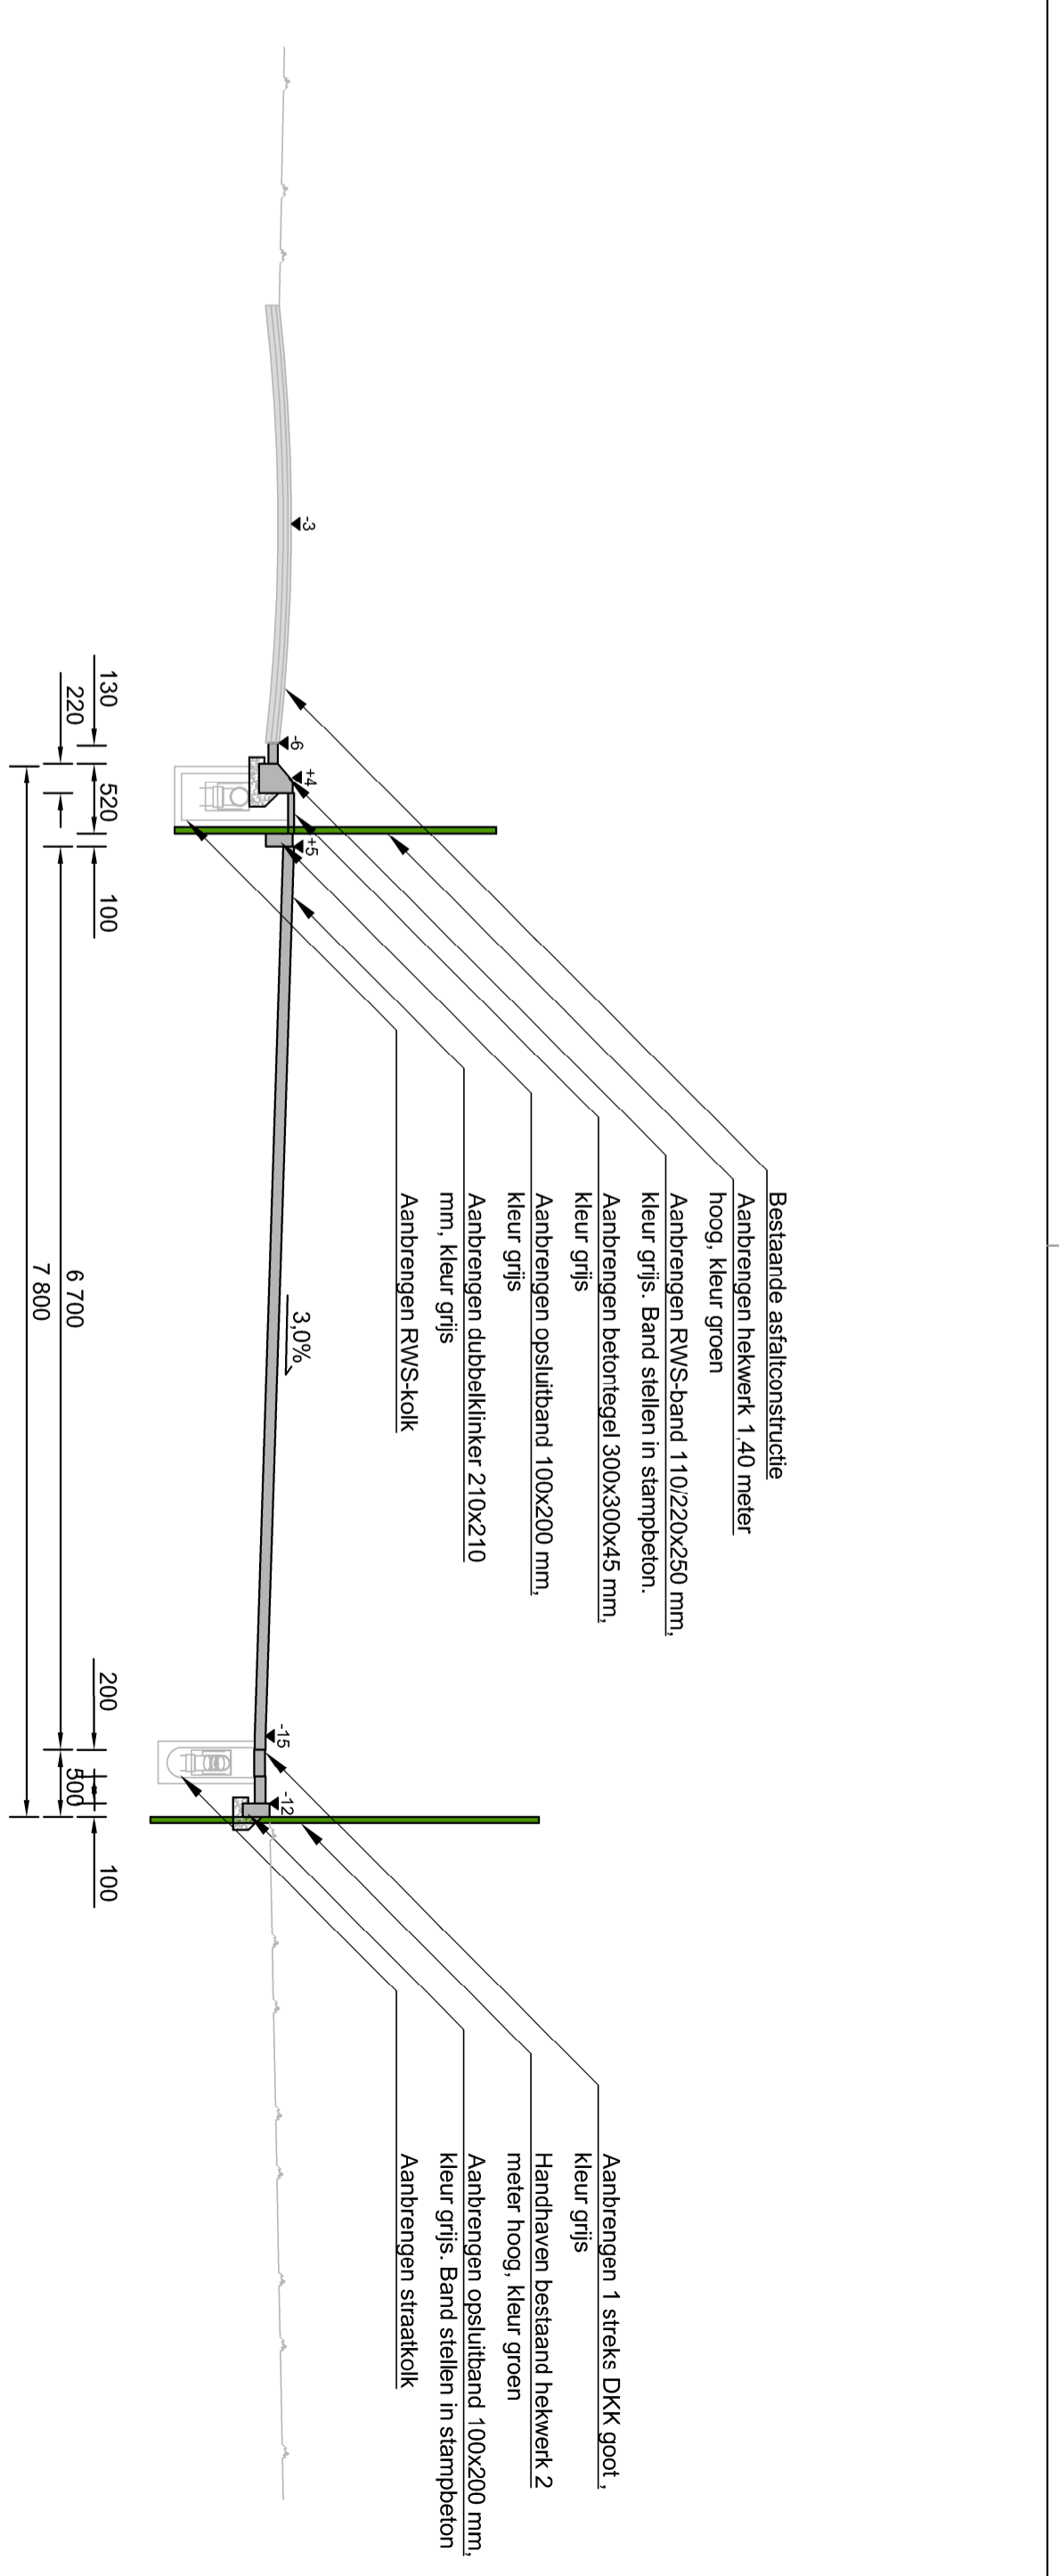 Bestaande asfaltconstructie
Aanbrengen hekwerk 1,40 meter
hoog, kleur groen
Aanbrengen RWS-band 110/220x250 mm,
kleur grijs. Band stellen in stampbeton.
Aanbrengen betontegel 300x300x45 mm,
kleur grijs
Aanbrengen opsluitband 100x200 mm,
kleur grijs
Aanbrengen dubbelklinker 210x210
mm, kleur grijs
Aanbrengen RWS-kolk
Aanbrengen 1 streks DKK goot ,
kleur grijs
Handhaven bestaand hekwerk 2
meter hoog, kleur groen
Aanbrengen opsluitband 100x200 mm,
kleur grijs. Band stellen in stampbeton
Aanbrengen straatkolk
-3
-6
+4
+5
3,0%
-15
-12
130
520
100
200
100
220
6 700
500
7 800